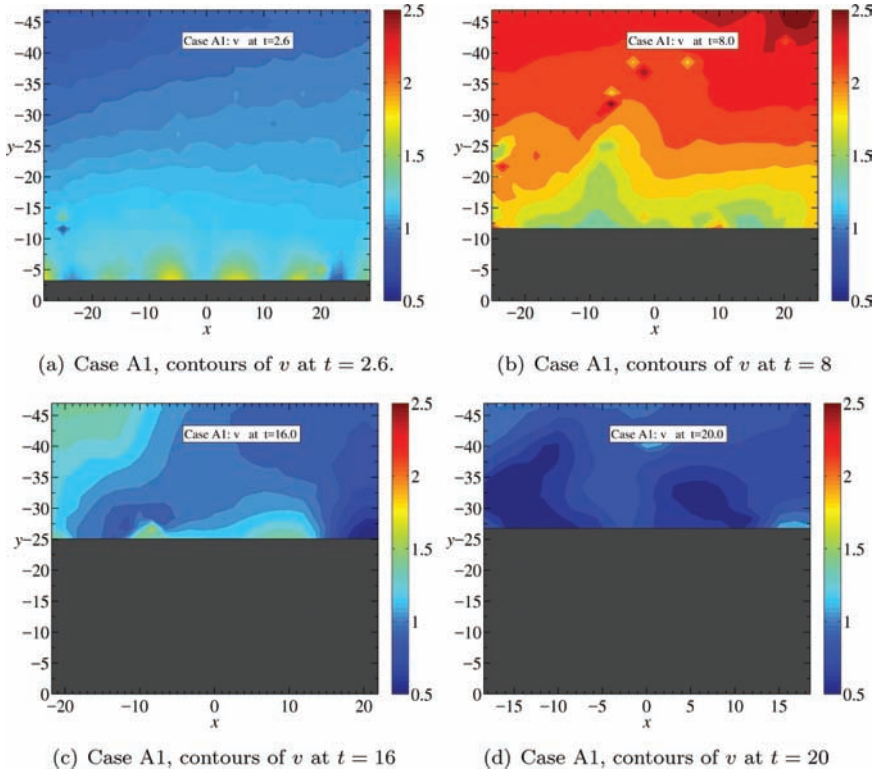 Case A1: v at t=2.6
-45
-40
-35
-30
y-25
-20
-15
-10
-5
0
-20 -10 0 10 20
x
2.5
2
1.5
1
0.5
(a) Case A1, contours of v at t = 2.6.
Case A1: v at t=8.0
-45
-40
-35
-30
y-25
-20
-15
-10
-5
0
-20 -10 0 10 20
x
2.5
2
1.5
1
0.5
(b) Case A1, contours of v at t = 8
Case A1: v at t=16.0
-45
-40
-35
-30
y-25
-20
-15
-10
-5
0
-20 -10 0 10 20
x
2.5
2
1.5
1
0.5
(c) Case A1, contours of v at t = 16
Case A1: v at t=20.0
-45
-40
-35
-30
y-25
-20
-15
-10
-5
0
-15 -10 -5 0 5 10 15
x
2.5
2
1.5
1
0.5
(d) Case A1, contours of v at t = 20